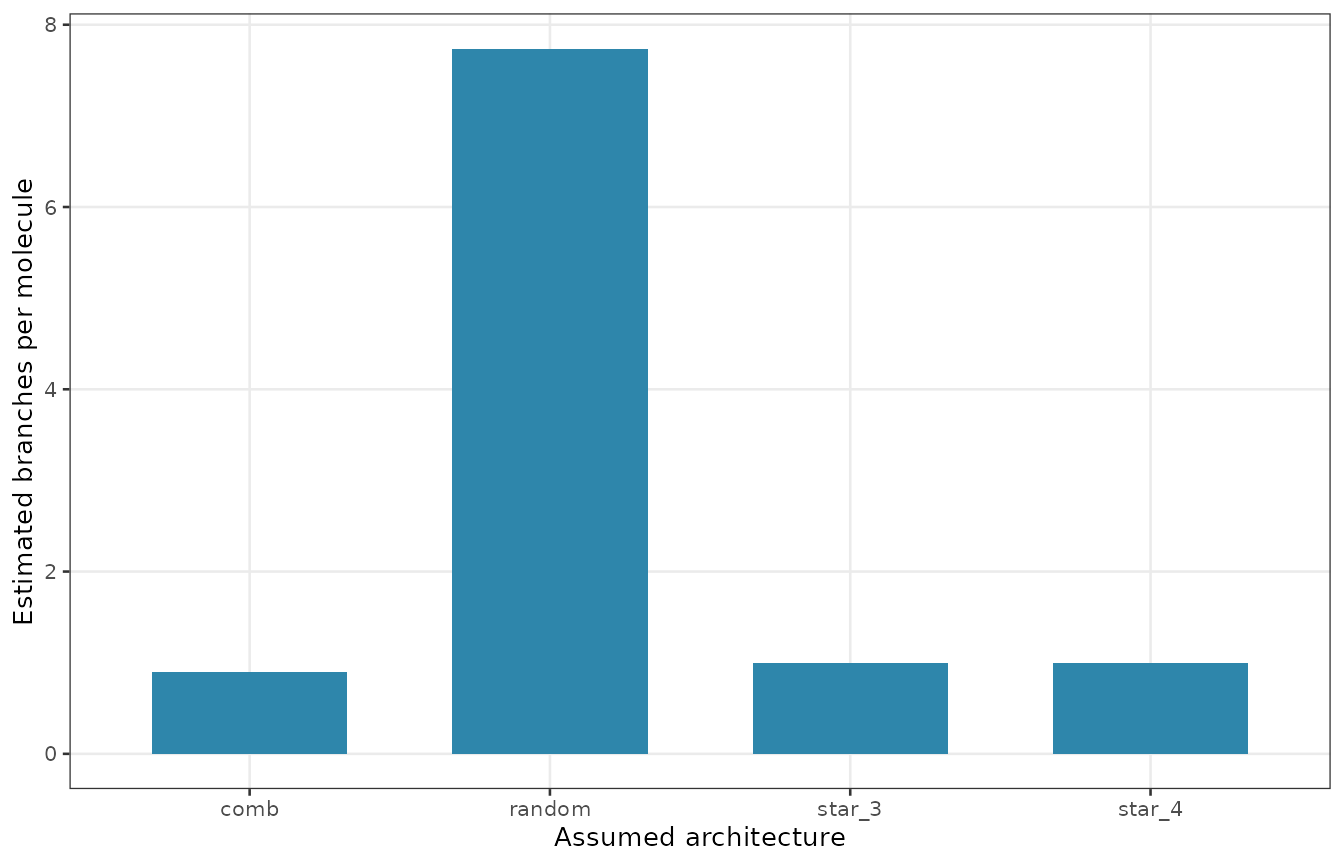 8
6
4
2
0
Estimated branches per molecule
comb random star_3 star_4
Assumed architecture